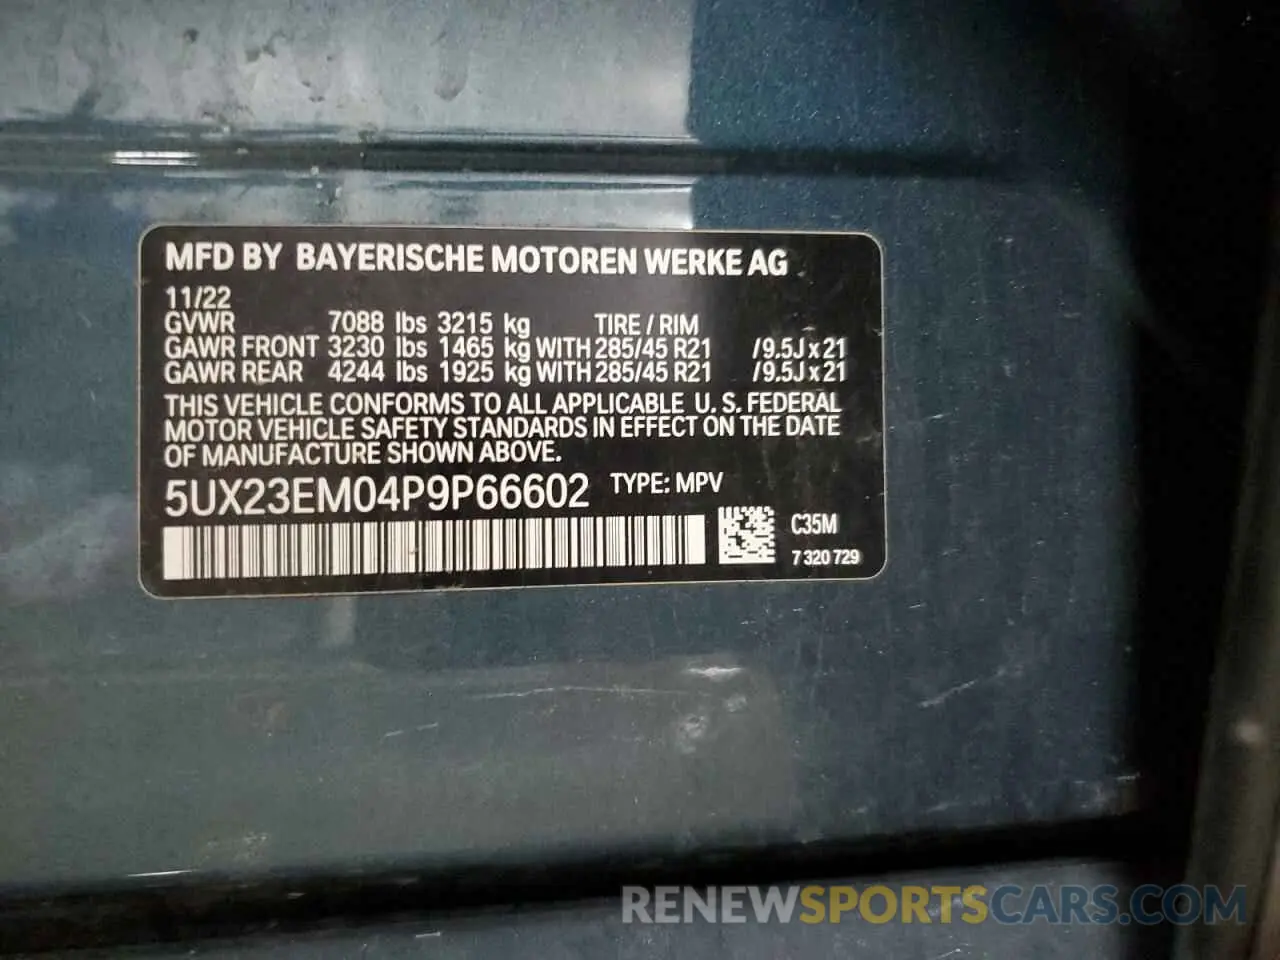 MFD BY BAYERISCHE MOTOREN WERKE AG
11/22
GVWR 7088 lbs 3215 kg TIRE / RIM
GAWR FRONT 3230 lbs 1465 kg WITH 285/45 R21 /9.5J x 21
GAWR REAR 4244 lbs 1925 kg WITH 285/45 R21 /9.5J x 21
THIS VEHICLE CONFORMS TO ALL APPLICABLE U. S. FEDERAL
MOTOR VEHICLE SAFETY STANDARDS IN EFFECT ON THE DATE
OF MANUFACTURE SHOWN ABOVE.
5UX23EM04P9P66602 TYPE: MPV
C35M
7 320 729
RENEWSPORTSCARS.COM